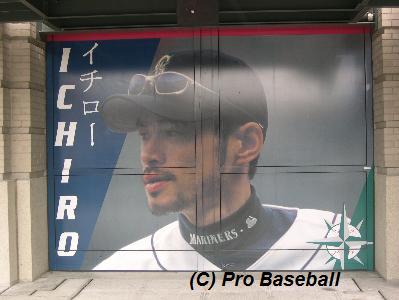 ICHIRO
イチロー
MARINERS
(C) Pro Baseball